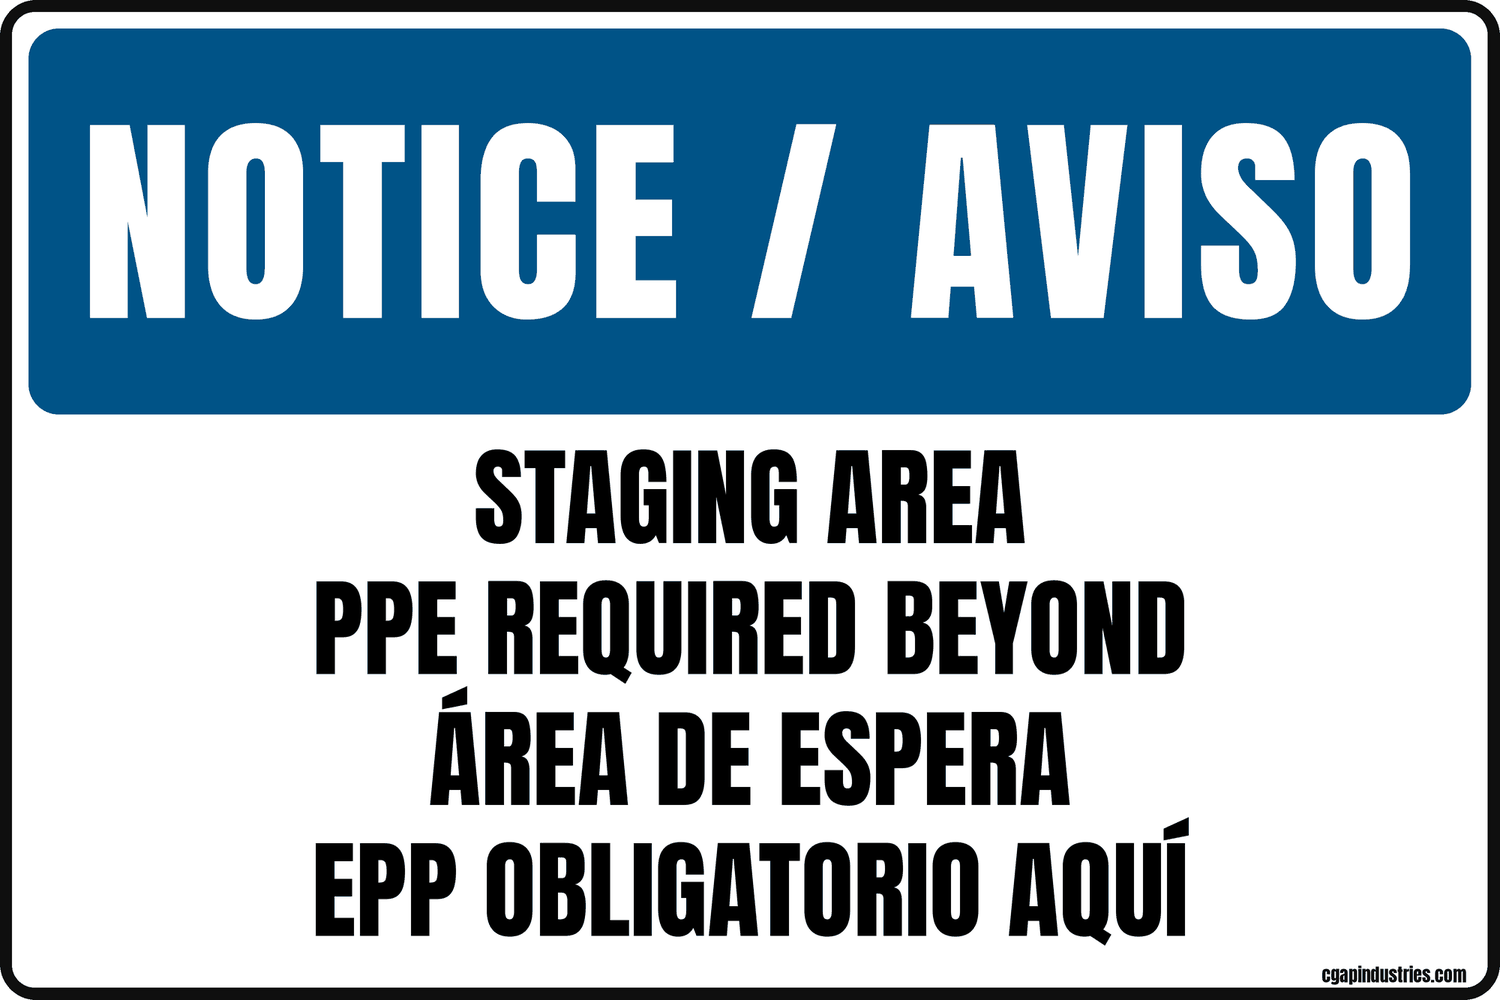 NOTICE / AVISO
STAGING AREA
PPE REQUIRED BEYOND
ÁREA DE ESPERA
EPP OBLIGATORIO AQUÍ
cgapindustries.com